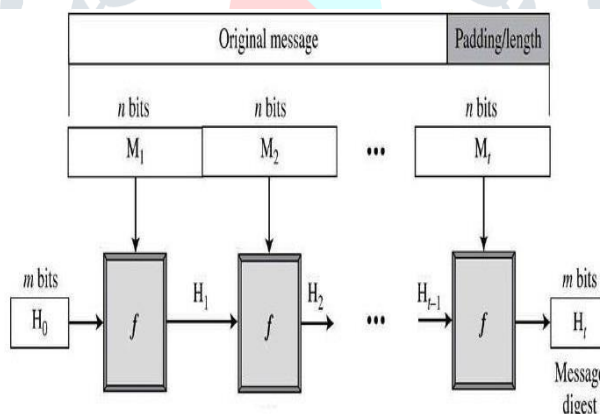 Original message Padding/length
n bits n bits n bits
M₁ M₂ ••• Mₜ
m bits H₁ H₂ Hₜ₋₁ m bits
H₀ f f ••• f Hₜ
Message
digest